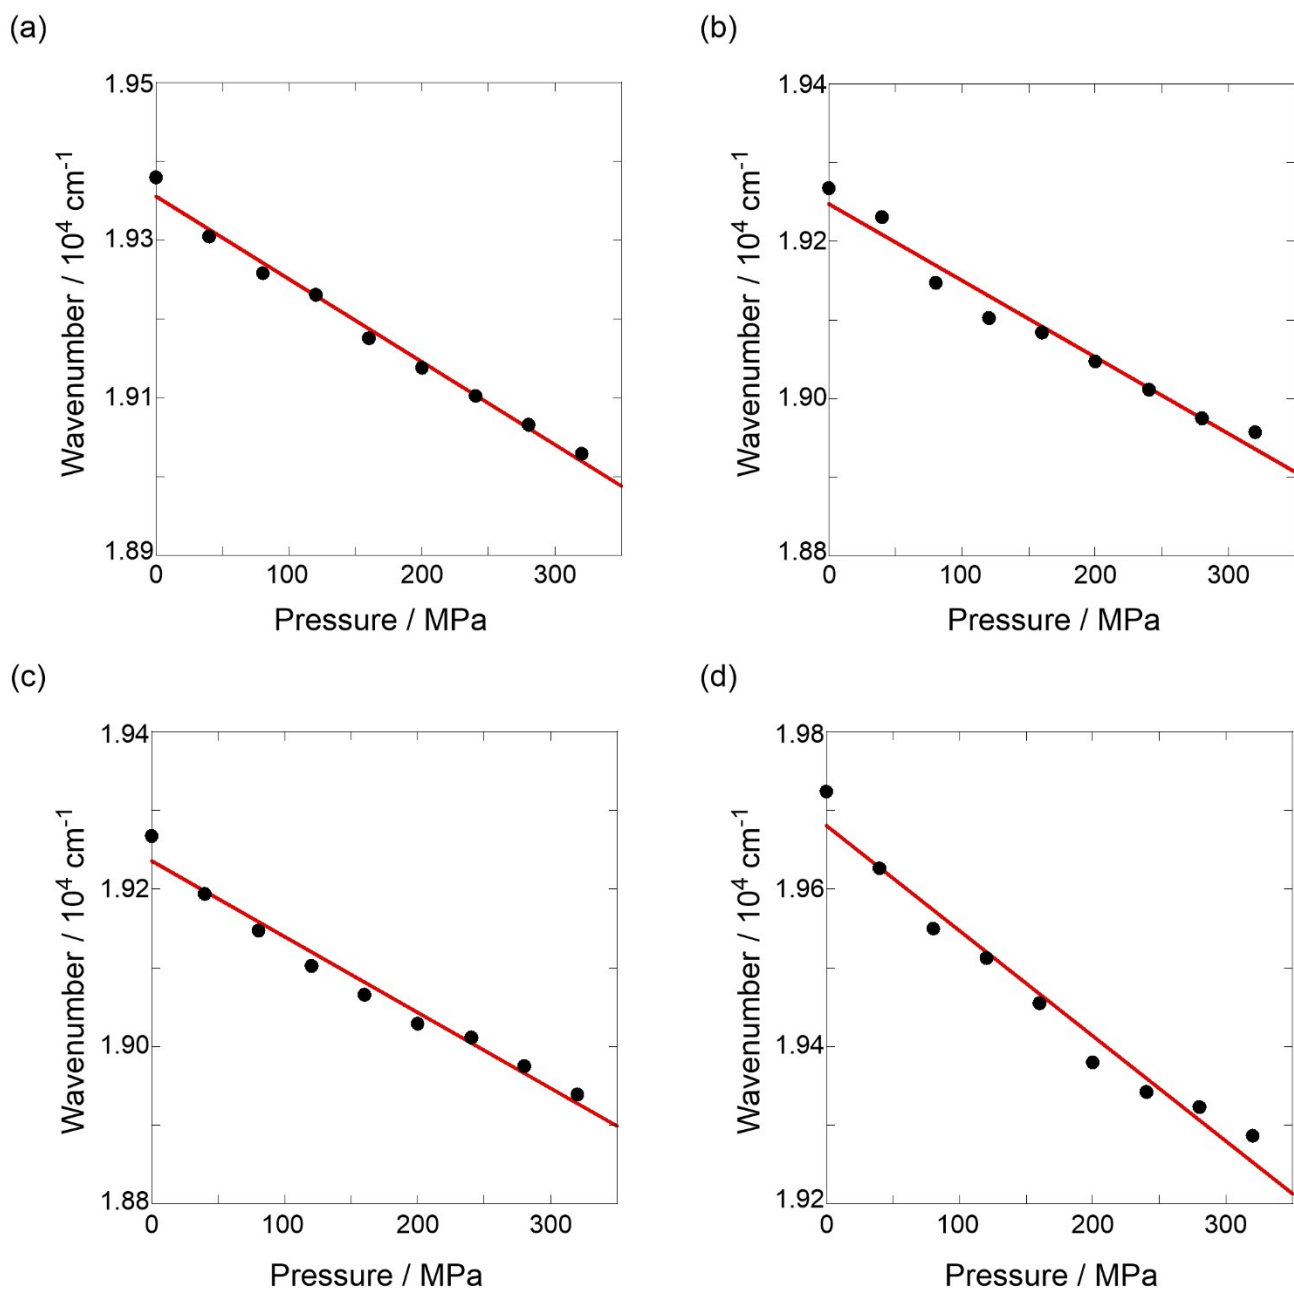 (a)
1.95
1.93
1.91
1.89
0 100 200 300
Wavenumber / 10⁴ cm⁻¹
Pressure / MPa
(b)
1.94
1.92
1.90
1.88
0 100 200 300
Wavenumber / 10⁴ cm⁻¹
Pressure / MPa
(c)
1.94
1.92
1.90
1.88
0 100 200 300
Wavenumber / 10⁴ cm⁻¹
Pressure / MPa
(d)
1.98
1.96
1.94
1.92
0 100 200 300
Wavenumber / 10⁴ cm⁻¹
Pressure / MPa